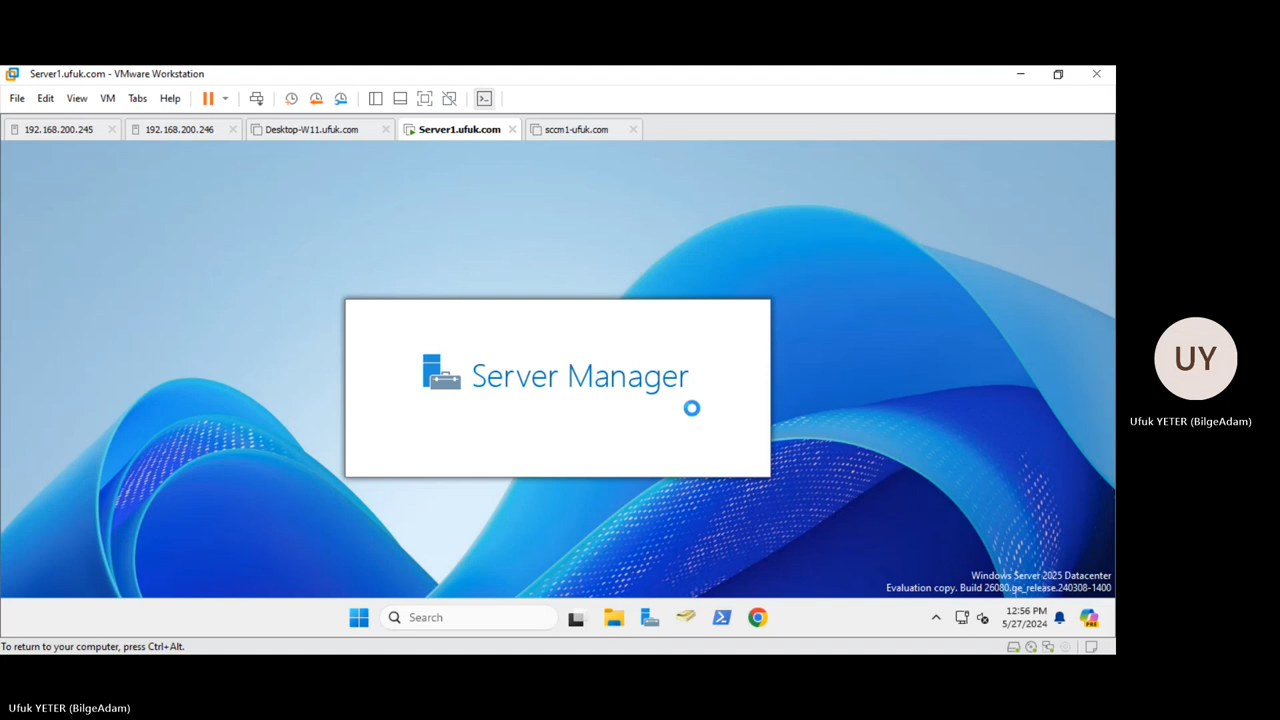 Server1.ufuk.com - VMware Workstation
File Edit View VM Tabs Help
192.168.200.245 192.168.200.246 Desktop-W11.ufuk.com Server1.ufuk.com sccm1-ufuk.com
Server Manager
UY
Ufuk YETER (BilgeAdam)
Windows Server 2025 Datacenter
Evaluation copy. Build 26080.ge_release.240308-1400
Search
12:56 PM
5/27/2024
PRE
To return to your computer, press Ctrl+Alt.
Ufuk YETER (BilgeAdam)